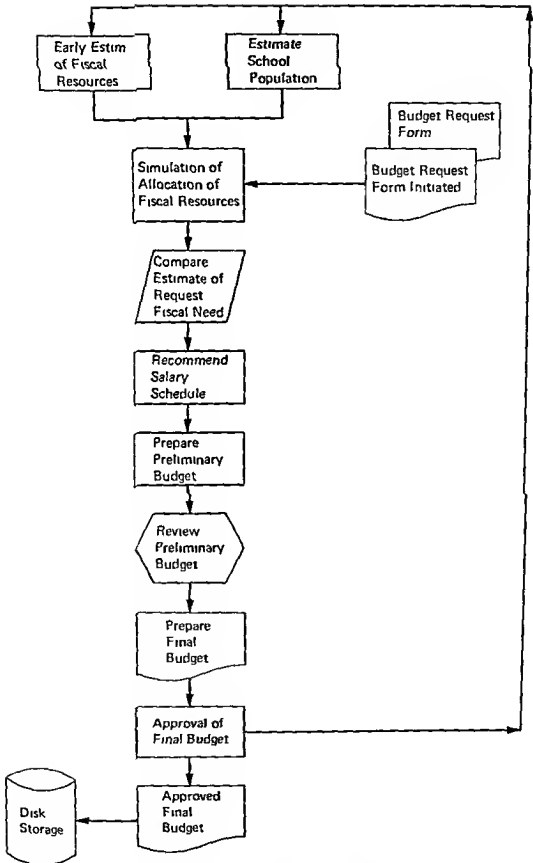 Early Estim
of Fiscal
Resources
Estimate
School
Population
Budget Request
Form
Budget Request
Form Initiated
Simulation of
Allocation of
Fiscal Resources
Compare
Estimate of
Request
Fiscal Need
Recommend
Salary
Schedule
Prepare
Preliminary
Budget
Review
Preliminary
Budget
Prepare
Final
Budget
Approval of
Final Budget
Approved
Final
Budget
Disk
Storage